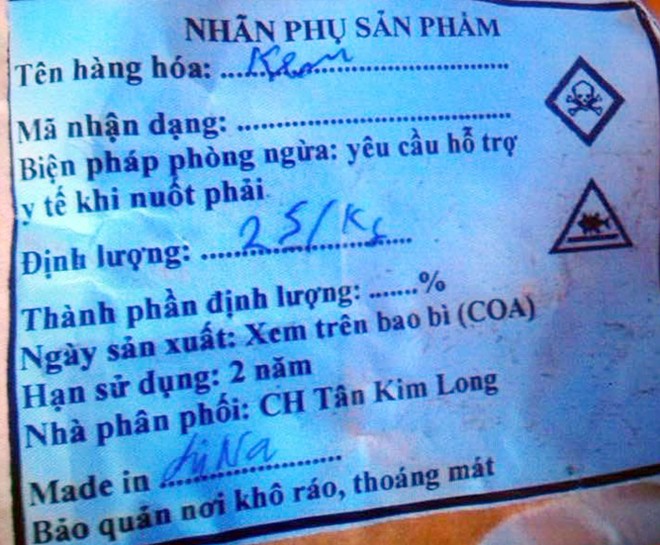 NHÃN PHỤ SẢN PHẨM
Tên hàng hóa: ....Kẽm....
Mã nhận dạng: ....................
Biện pháp phòng ngừa: yêu cầu hỗ trợ
y tế khi nuốt phải
Định lượng: ....25/Kg....
Thành phần định lượng: .......%
Ngày sản xuất: Xem trên bao bì (COA)
Hạn sử dụng: 2 năm
Nhà phân phối: CH Tân Kim Long
Made in
Bảo quản nơi khô ráo, thoáng mát